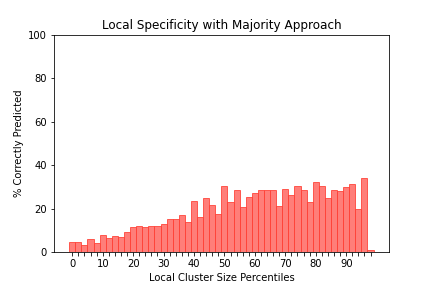 Local Specificity with Majority Approach
% Correctly Predicted
100
80
60
40
20
0
0 10 20 30 40 50 60 70 80 90
Local Cluster Size Percentiles